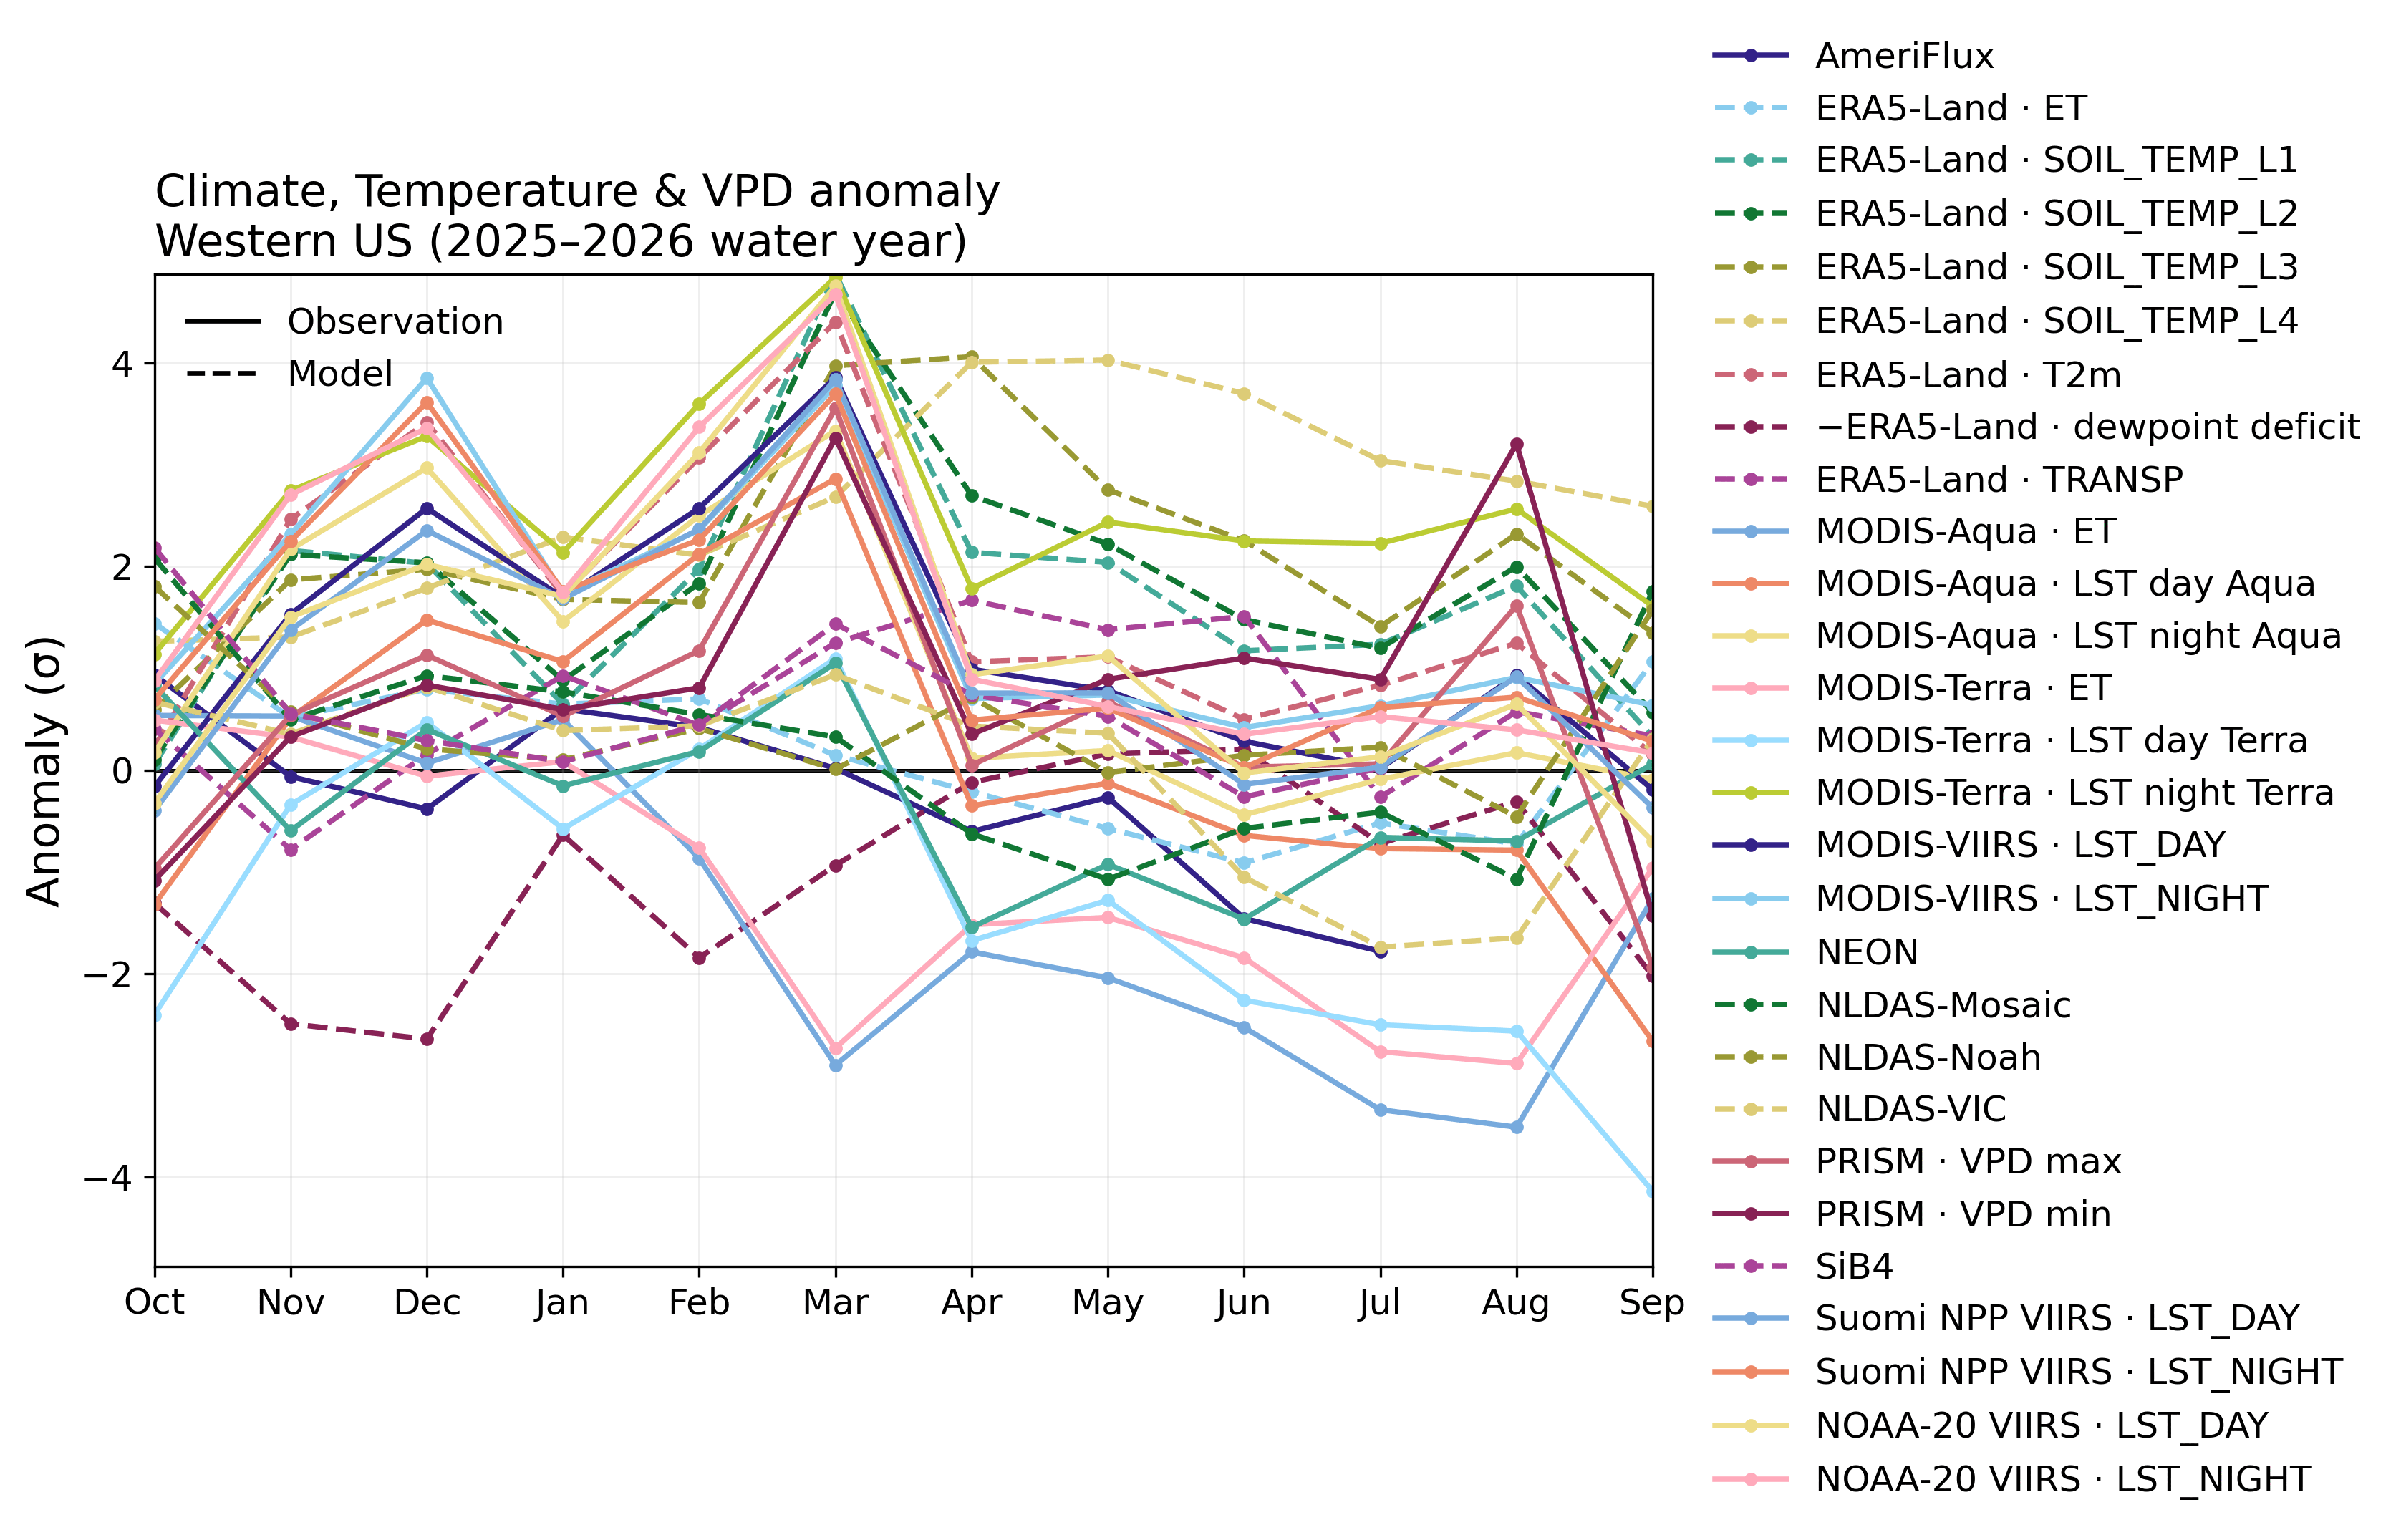 Climate, Temperature & VPD anomaly
Western US (2025–2026 water year)
Observation
Model
Anomaly (σ)
4
2
0
−2
−4
Oct
Nov
Dec
Jan
Feb
Mar
Apr
May
Jun
Jul
Aug
Sep
AmeriFlux
ERA5-Land · ET
ERA5-Land · SOIL_TEMP_L1
ERA5-Land · SOIL_TEMP_L2
ERA5-Land · SOIL_TEMP_L3
ERA5-Land · SOIL_TEMP_L4
ERA5-Land · T2m
−ERA5-Land · dewpoint deficit
ERA5-Land · TRANSP
MODIS-Aqua · ET
MODIS-Aqua · LST day Aqua
MODIS-Aqua · LST night Aqua
MODIS-Terra · ET
MODIS-Terra · LST day Terra
MODIS-Terra · LST night Terra
MODIS-VIIRS · LST_DAY
MODIS-VIIRS · LST_NIGHT
NEON
NLDAS-Mosaic
NLDAS-Noah
NLDAS-VIC
PRISM · VPD max
PRISM · VPD min
SiB4
Suomi NPP VIIRS · LST_DAY
Suomi NPP VIIRS · LST_NIGHT
NOAA-20 VIIRS · LST_DAY
NOAA-20 VIIRS · LST_NIGHT